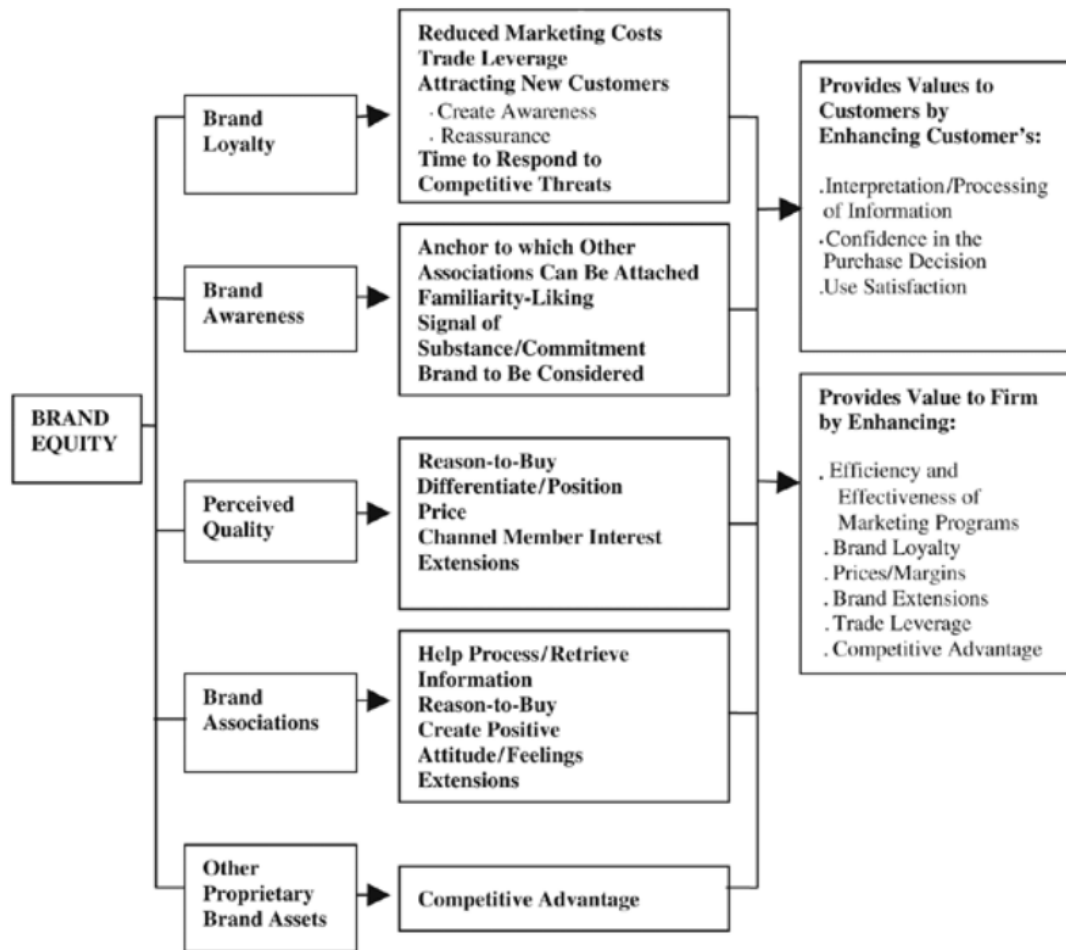 BRAND
EQUITY
Brand
Loyalty
Reduced Marketing Costs
Trade Leverage
Attracting New Customers
· Create Awareness
· Reassurance
Time to Respond to
Competitive Threats
Brand
Awareness
Anchor to which Other
Associations Can Be Attached
Familiarity-Liking
Signal of
Substance/Commitment
Brand to Be Considered
Perceived
Quality
Reason-to-Buy
Differentiate/Position
Price
Channel Member Interest
Extensions
Brand
Associations
Help Process/Retrieve
Information
Reason-to-Buy
Create Positive
Attitude/Feelings
Extensions
Other
Proprietary
Brand Assets
Competitive Advantage
Provides Values to
Customers by
Enhancing Customer's:
.Interpretation/Processing
of Information
.Confidence in the
Purchase Decision
.Use Satisfaction
Provides Value to Firm
by Enhancing:
. Efficiency and
Effectiveness of
Marketing Programs
. Brand Loyalty
. Prices/Margins
. Brand Extensions
. Trade Leverage
. Competitive Advantage